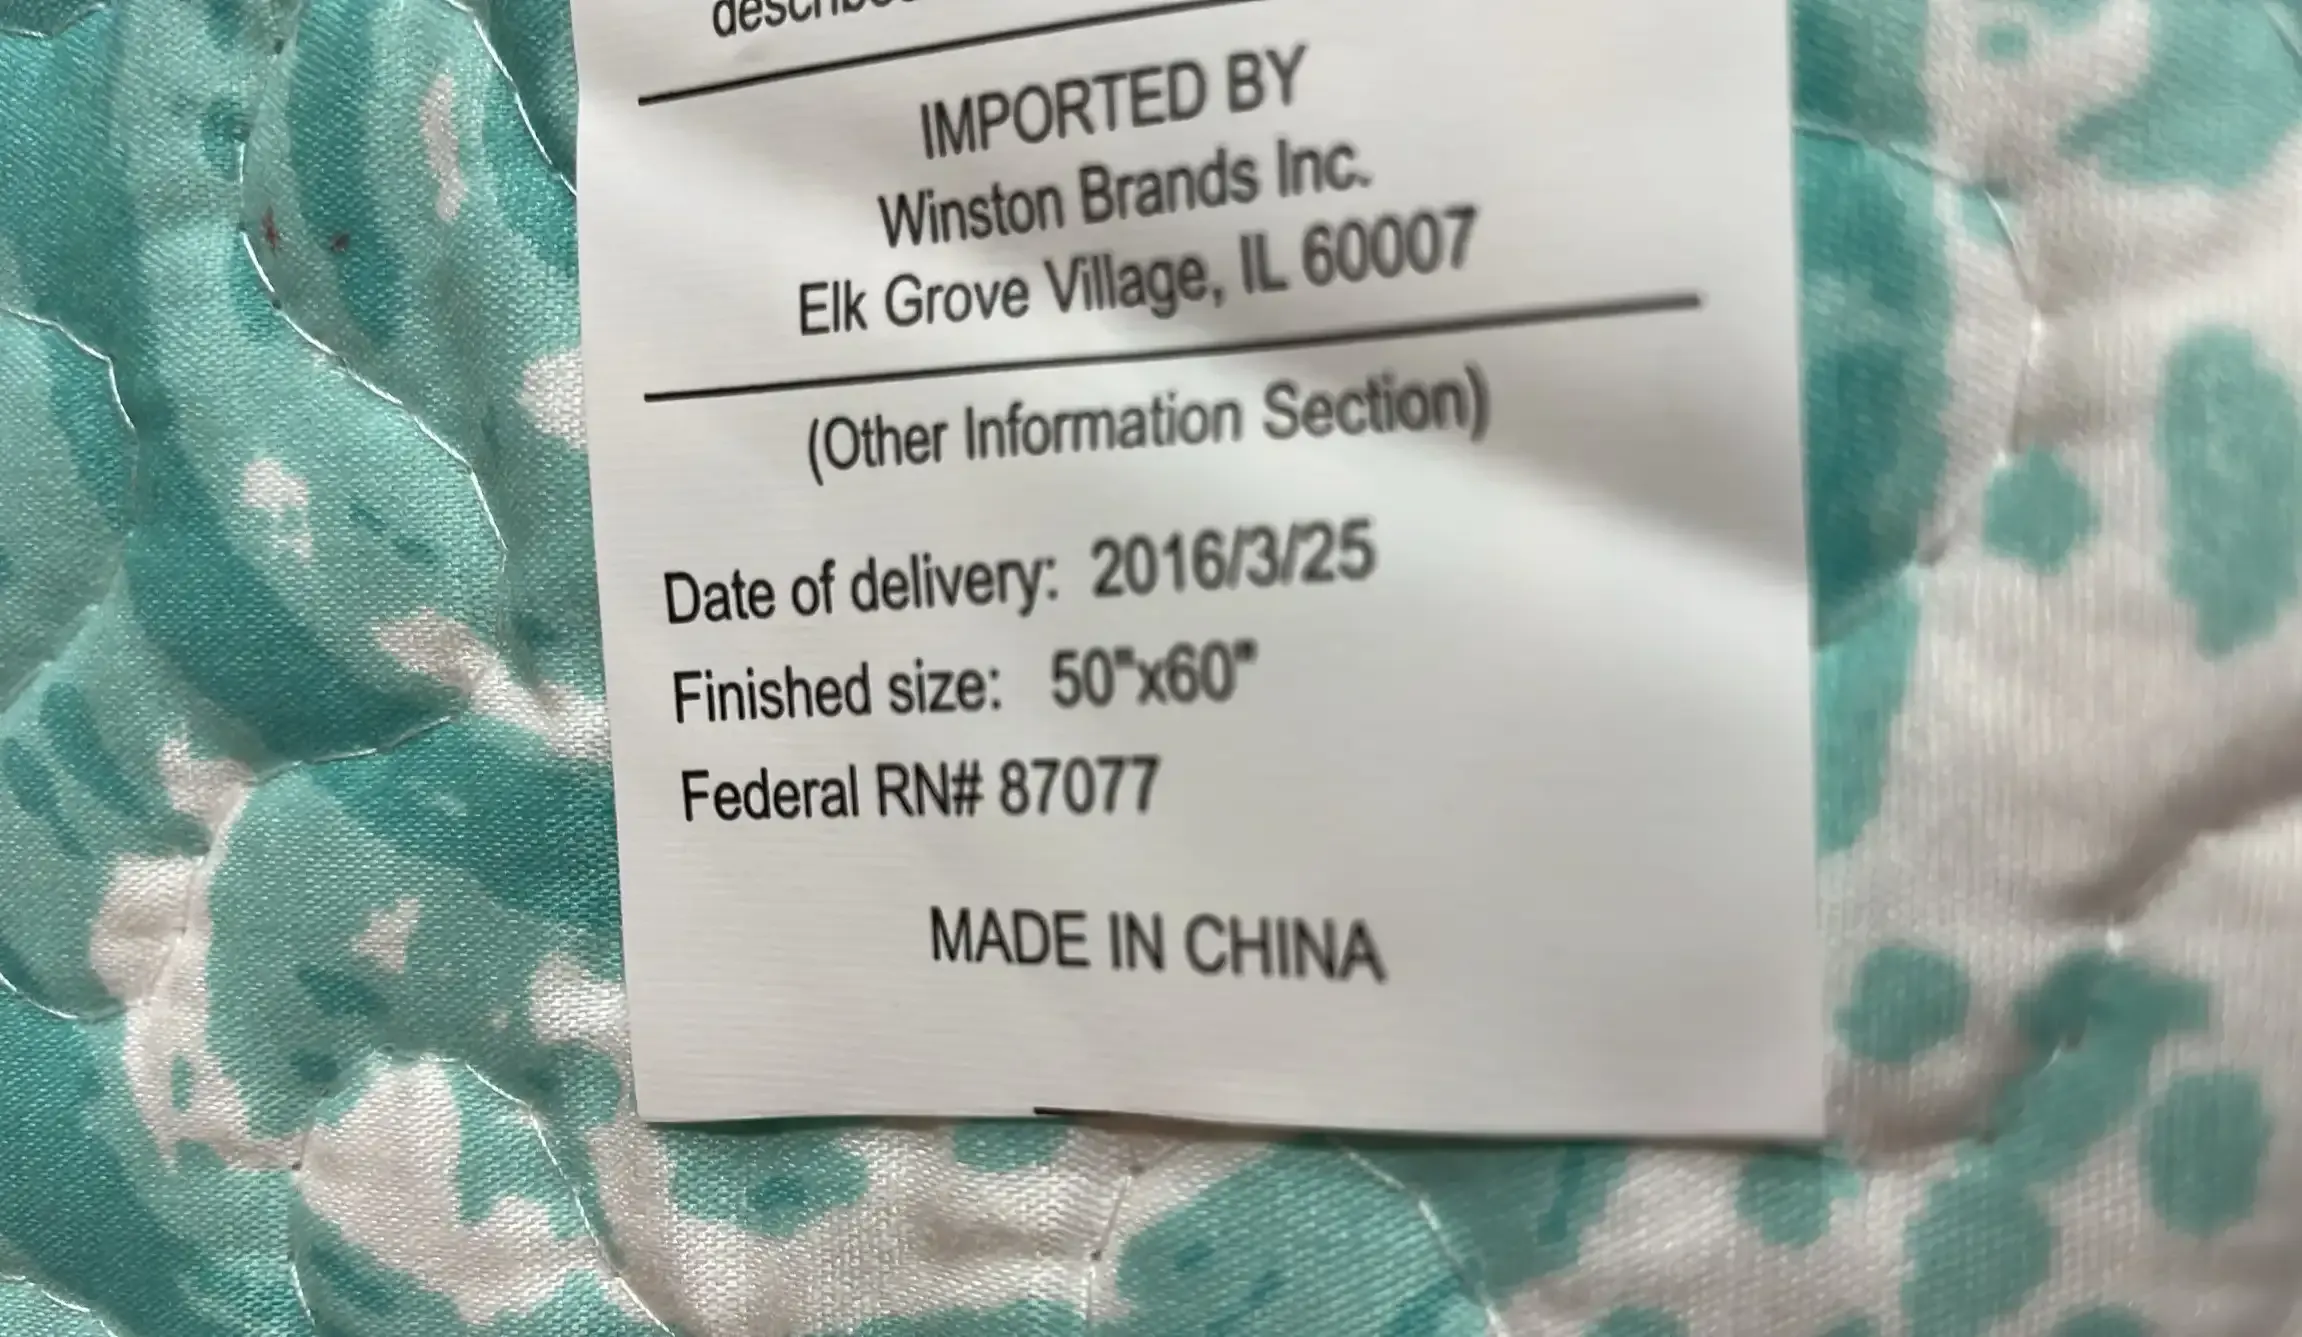 IMPORTED BY
Winston Brands Inc.
Elk Grove Village, IL 60007
(Other Information Section)
Date of delivery: 2016/3/25
Finished size: 50"x60"
Federal RN# 87077
MADE IN CHINA